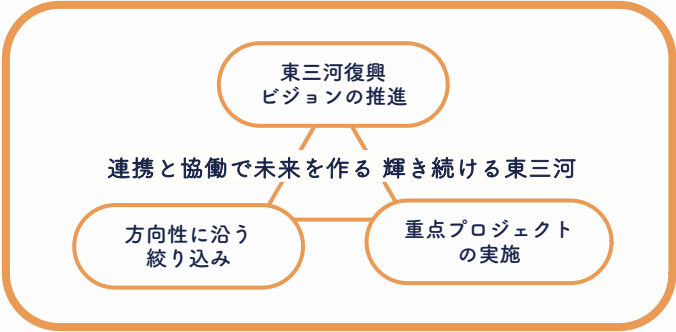 東三河復興
ビジョンの推進
連携と協働で未来を作る 輝き続ける東三河
方向性に沿う
絞り込み
重点プロジェクト
の実施